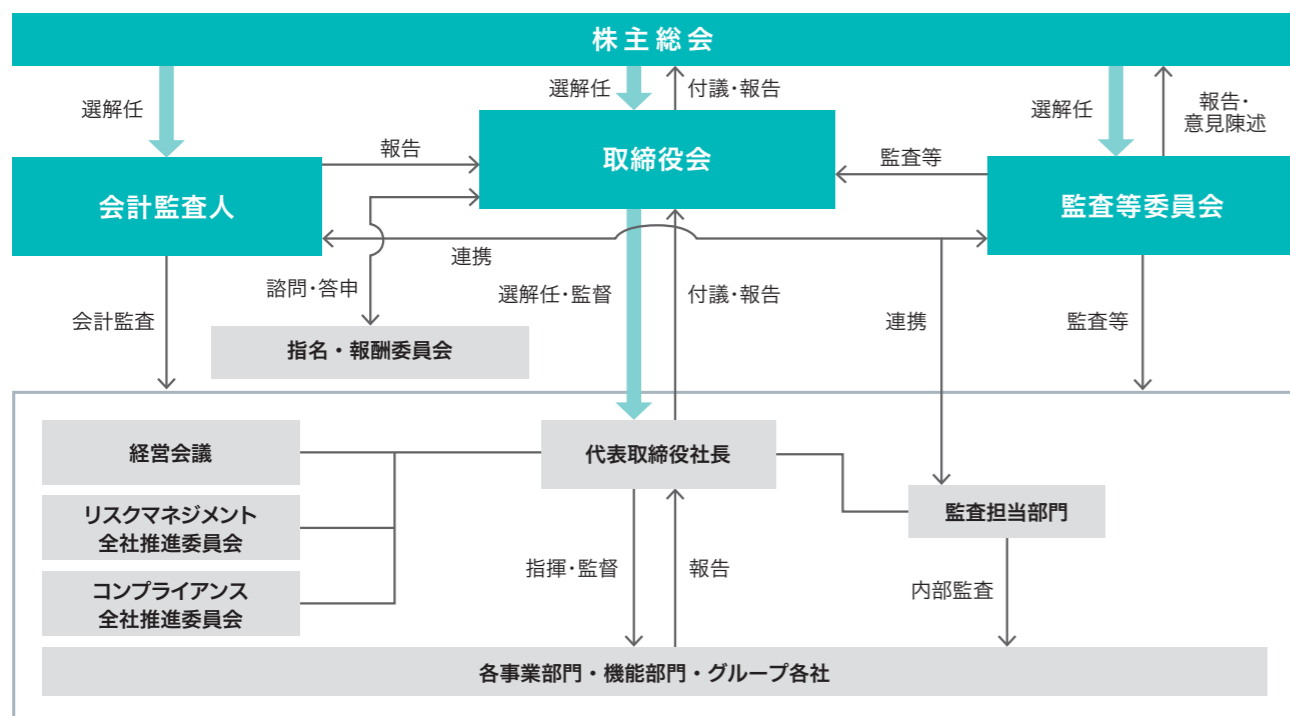 株主総会
選解任
選解任
付議・報告
選解任
報告・
意見陳述
報告
取締役会
監査等
会計監査人
監査等委員会
連携
諮問・答申
選解任・監督
付議・報告
会計監査
連携
監査等
指名・報酬委員会
経営会議
代表取締役社長
リスクマネジメント
全社推進委員会
監査担当部門
コンプライアンス
全社推進委員会
指揮・監督
報告
内部監査
各事業部門・機能部門・グループ各社